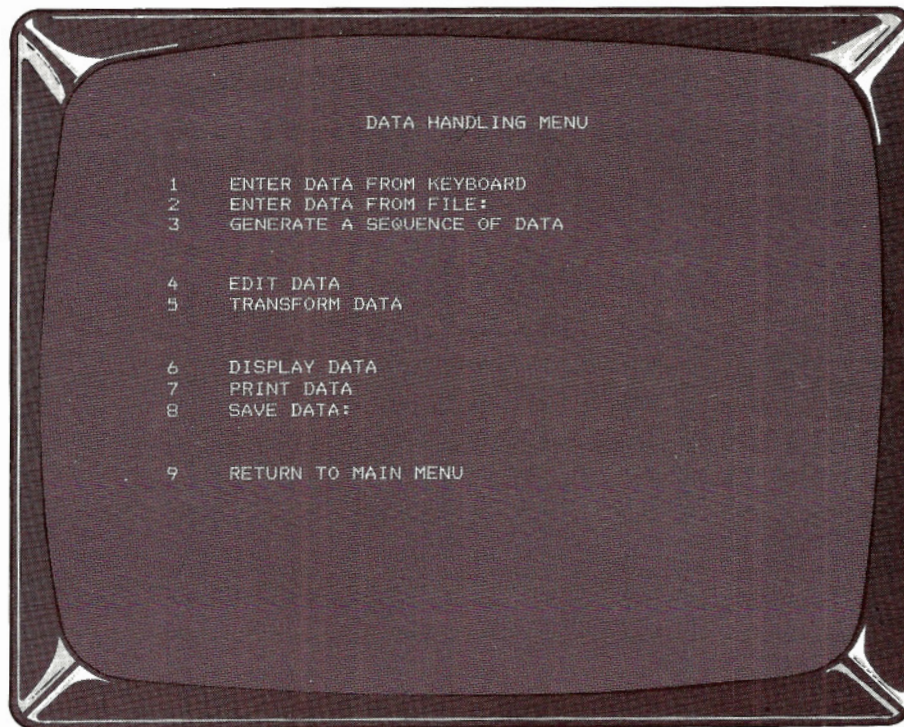 DATA HANDLING MENU
1 ENTER DATA FROM KEYBOARD
2 ENTER DATA FROM FILE:
3 GENERATE A SEQUENCE OF DATA
4 EDIT DATA
5 TRANSFORM DATA
6 DISPLAY DATA
7 PRINT DATA
8 SAVE DATA:
9 RETURN TO MAIN MENU